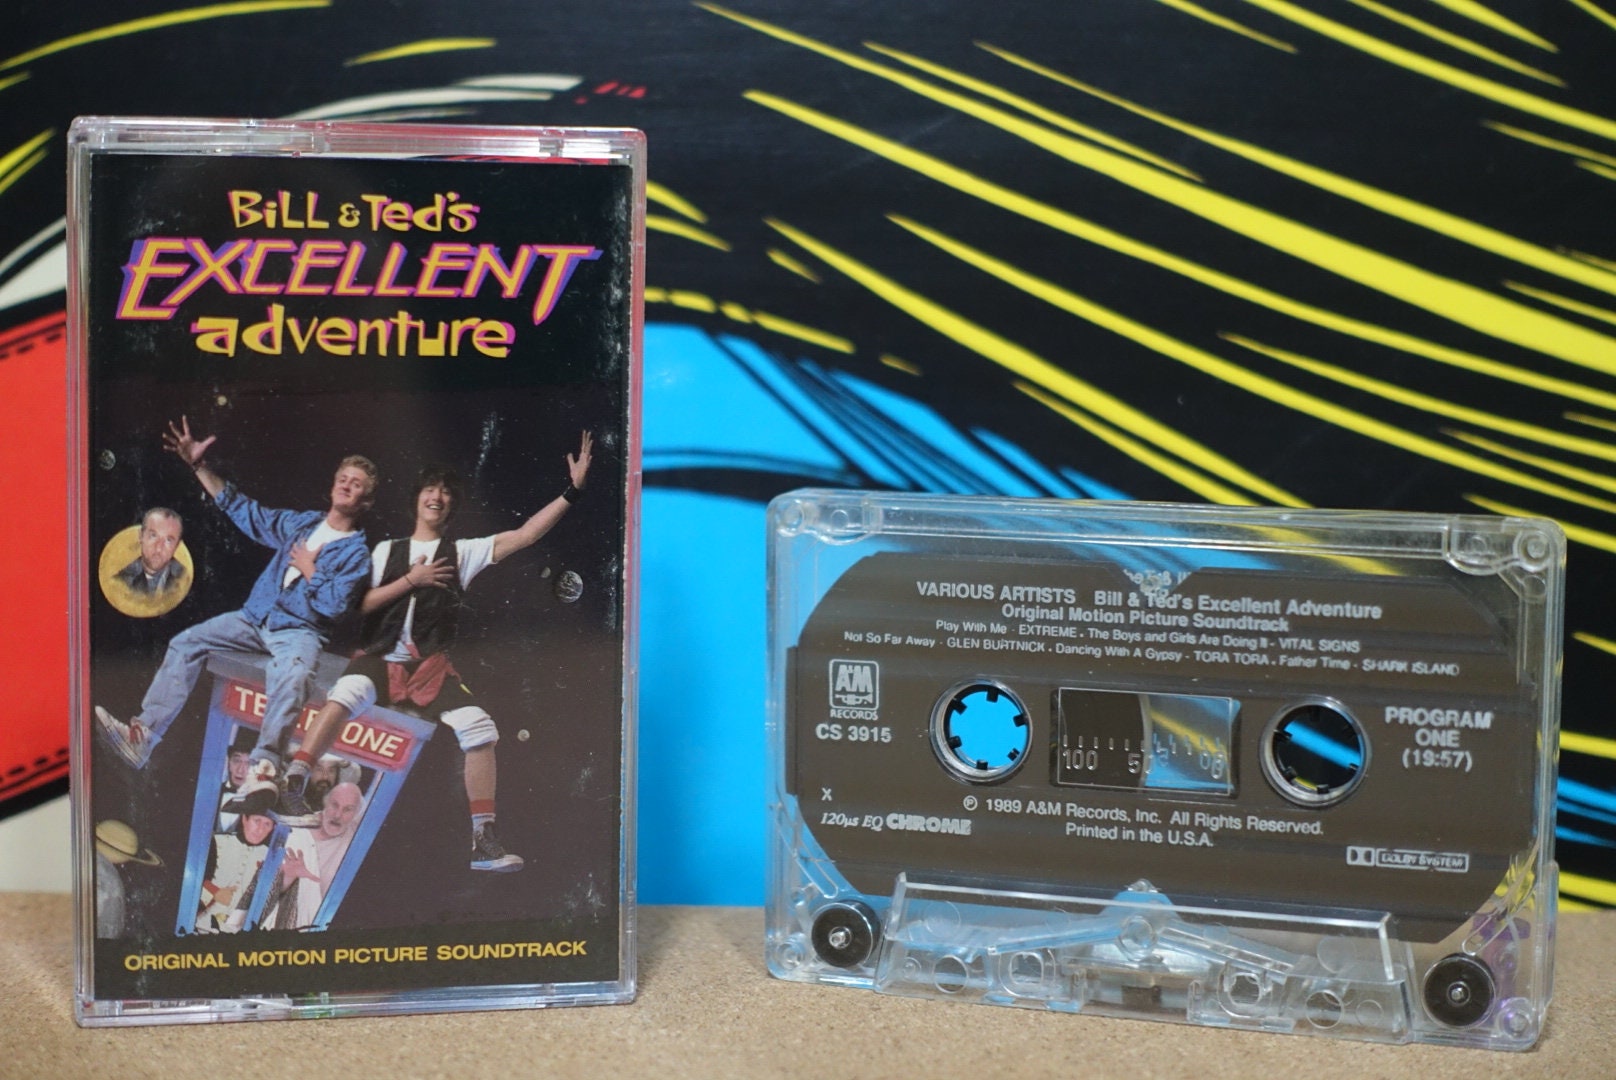 BiLL & Ted's
EXCELLENT
adventure
TELEPHONE
ORIGINAL MOTION PICTURE SOUNDTRACK
VARIOUS ARTISTS Bill & Ted's Excellent Adventure
Original Motion Picture Soundtrack
Play With Me - EXTREME • The Boys and Girls Are Doing It - VITAL SIGNS
Not So Far Away - GLEN BURTNICK • Dancing With A Gypsy - TORA TORA • Father Time - SHARK ISLAND
A&M
RECORDS
CS 3915
PROGRAM
ONE
(19:57)
100 50
X
℗ 1989 A&M Records, Inc. All Rights Reserved.
Printed in the U.S.A.
120µs EQ CHROME
DOLBY SYSTEM